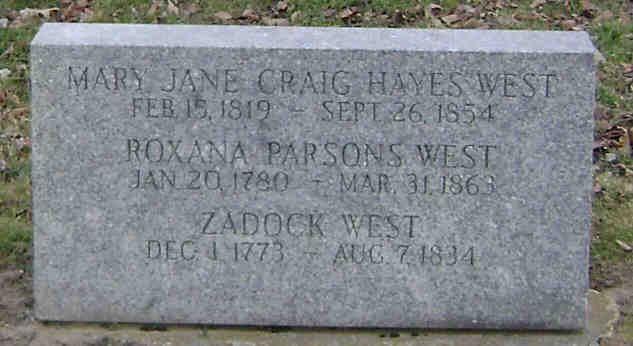 MARY JANE CRAIG HAYES WEST
FEB. 15, 1819 – SEPT. 26, 1854
ROXANA PARSONS WEST
JAN. 20, 1780 – MAR. 31, 1863
ZADOCK WEST
DEC. 1, 1773 – AUG. 7, 1834